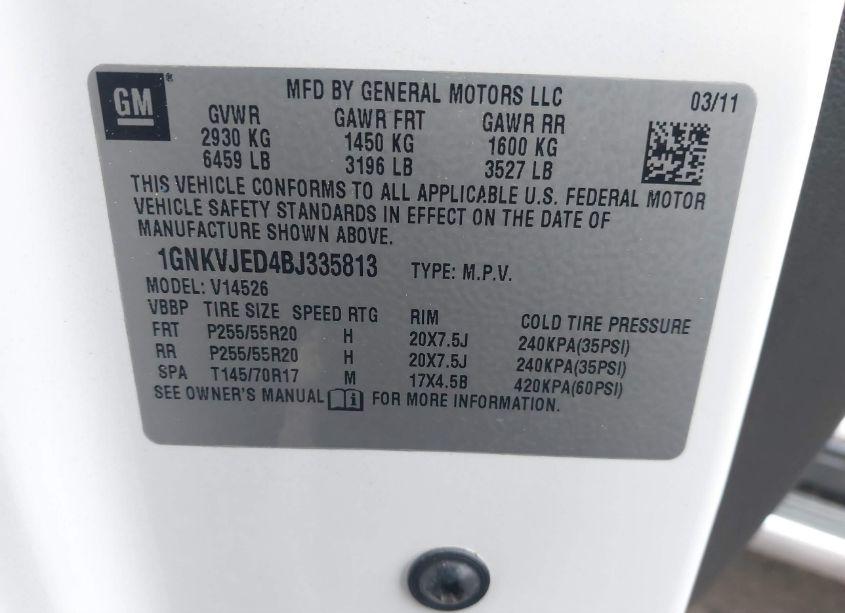 GM®
MFD BY GENERAL MOTORS LLC 03/11
GVWR GAWR FRT GAWR RR
2930 KG 1450 KG 1600 KG
6459 LB 3196 LB 3527 LB
THIS VEHICLE CONFORMS TO ALL APPLICABLE U.S. FEDERAL MOTOR
VEHICLE SAFETY STANDARDS IN EFFECT ON THE DATE OF
MANUFACTURE SHOWN ABOVE.
1GNKVJED4BJ335813 TYPE: M.P.V.
MODEL: V14526
VBBP TIRE SIZE SPEED RTG RIM COLD TIRE PRESSURE
FRT P255/55R20 H 20X7.5J 240KPA(35PSI)
RR P255/55R20 H 20X7.5J 240KPA(35PSI)
SPA T145/70R17 M 17X4.5B 420KPA(60PSI)
SEE OWNER'S MANUAL i FOR MORE INFORMATION.